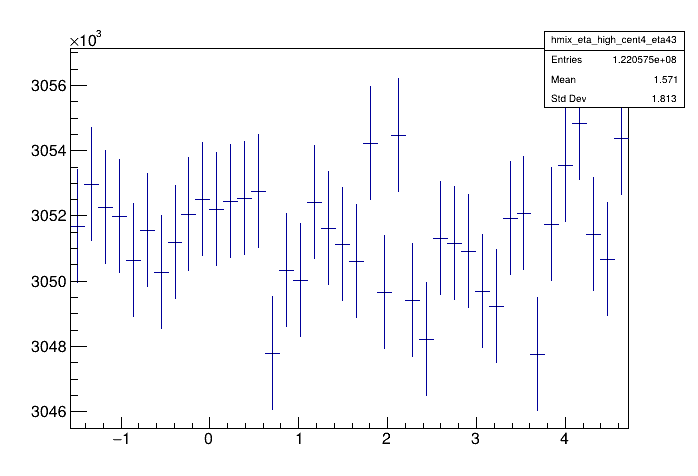 ×10³
hmix_eta_high_cent4_eta43
Entries 1.220575e+08
Mean 1.571
Std Dev 1.813
3056
3054
3052
3050
3048
3046
−1 0 1 2 3 4